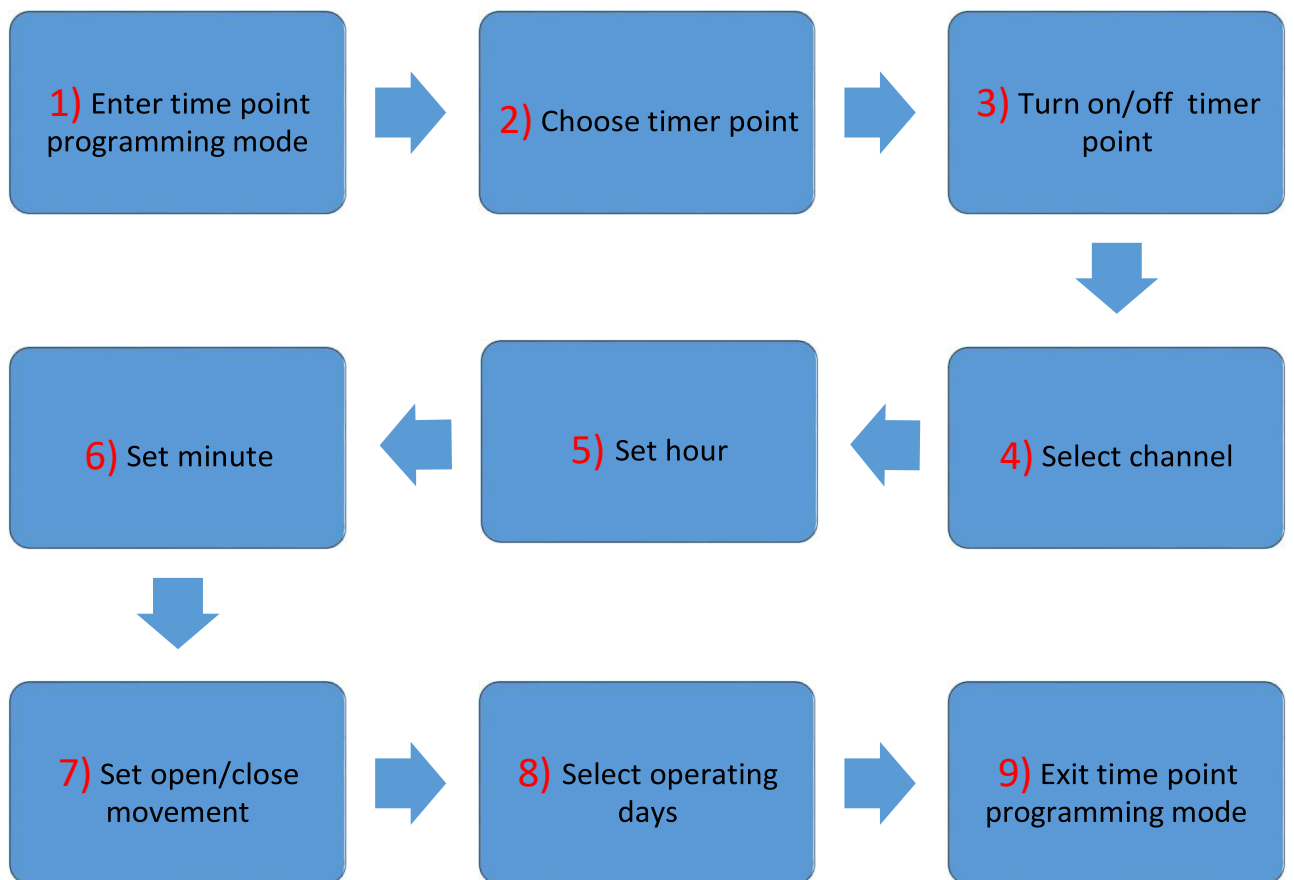 1) Enter time point
programming mode
2) Choose timer point
3) Turn on/off timer
point
4) Select channel
5) Set hour
6) Set minute
7) Set open/close
movement
8) Select operating
days
9) Exit time point
programming mode